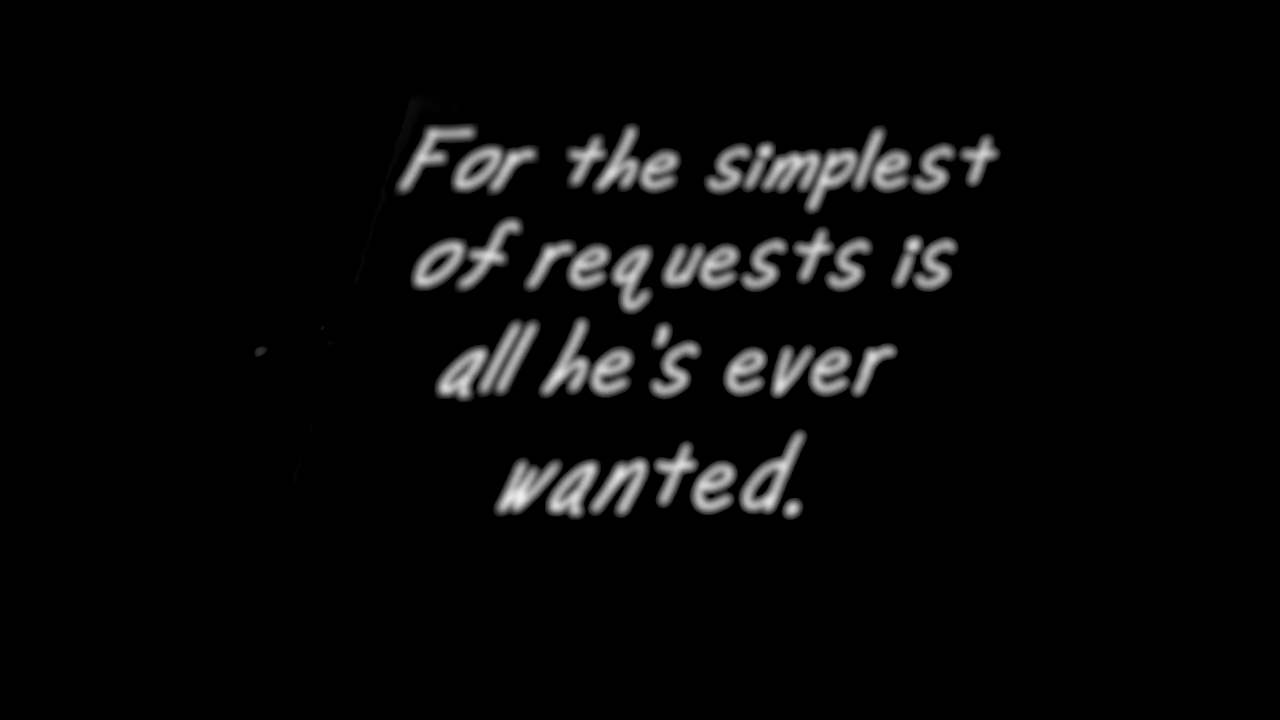 For the simplest
of requests is
all he's ever
wanted.